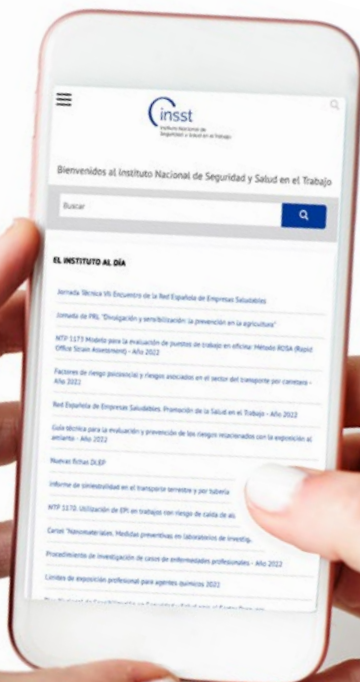 insst
Instituto Nacional de
Seguridad y Salud en el Trabajo
Bienvenidos al Instituto Nacional de Seguridad y Salud en el Trabajo
Buscar
EL INSTITUTO AL DÍA
Jornada Técnica VII Encuentro de la Red Española de Empresas Saludables
Jornada de PRL "Divulgación y sensibilización: la prevención en la agricultura"
NTP 1173 Modelo para la evaluación de puestos de trabajo en oficina: Método ROSA (Rapid
Office Strain Assessment) - Año 2022
Factores de riesgo psicosocial y riesgos asociados en el sector del transporte por carretera -
Año 2022
Red Española de Empresas Saludables. Promoción de la Salud en el Trabajo - Año 2022
Guía técnica para la evaluación y prevención de los riesgos relacionados con la exposición al
amianto - Año 2022
Nuevas fichas DLEP
Informe de siniestralidad en el transporte terrestre y por tubería
NTP 1170. Utilización de EPI en trabajos con riesgo de caída de al
Cartel "Nanomateriales. Medidas preventivas en laboratorios de investig
Procedimiento de investigación de casos de enfermedades profesionales - Año 2022
Límites de exposición profesional para agentes químicos 2022